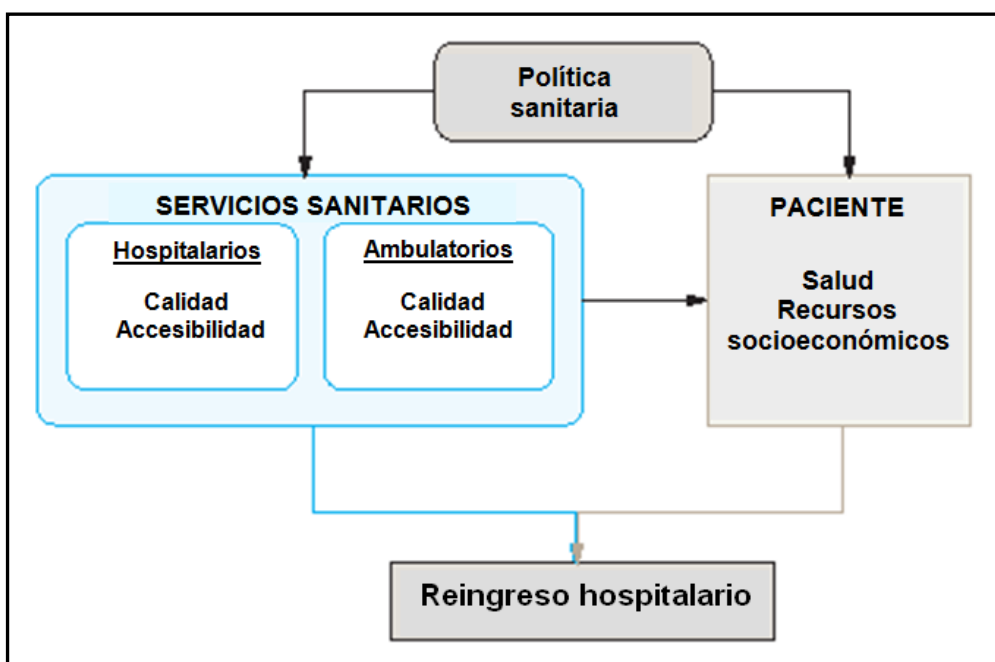 Política
sanitaria
SERVICIOS SANITARIOS
Hospitalarios
Calidad
Accesibilidad
Ambulatorios
Calidad
Accesibilidad
PACIENTE
Salud
Recursos
socioeconómicos
Reingreso hospitalario